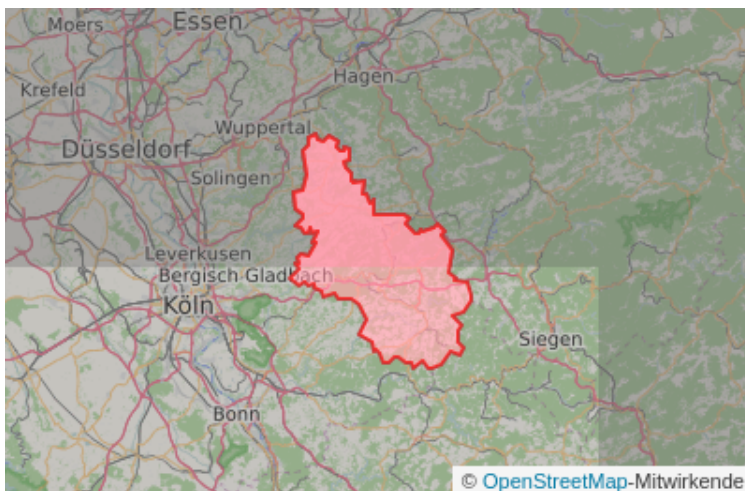 Essen
Moers
Hagen
Krefeld
Wuppertal
Düsseldorf
Solingen
Leverkusen
Bergisch Gladbach
Köln
Siegen
Bonn
© OpenStreetMap-Mitwirkende